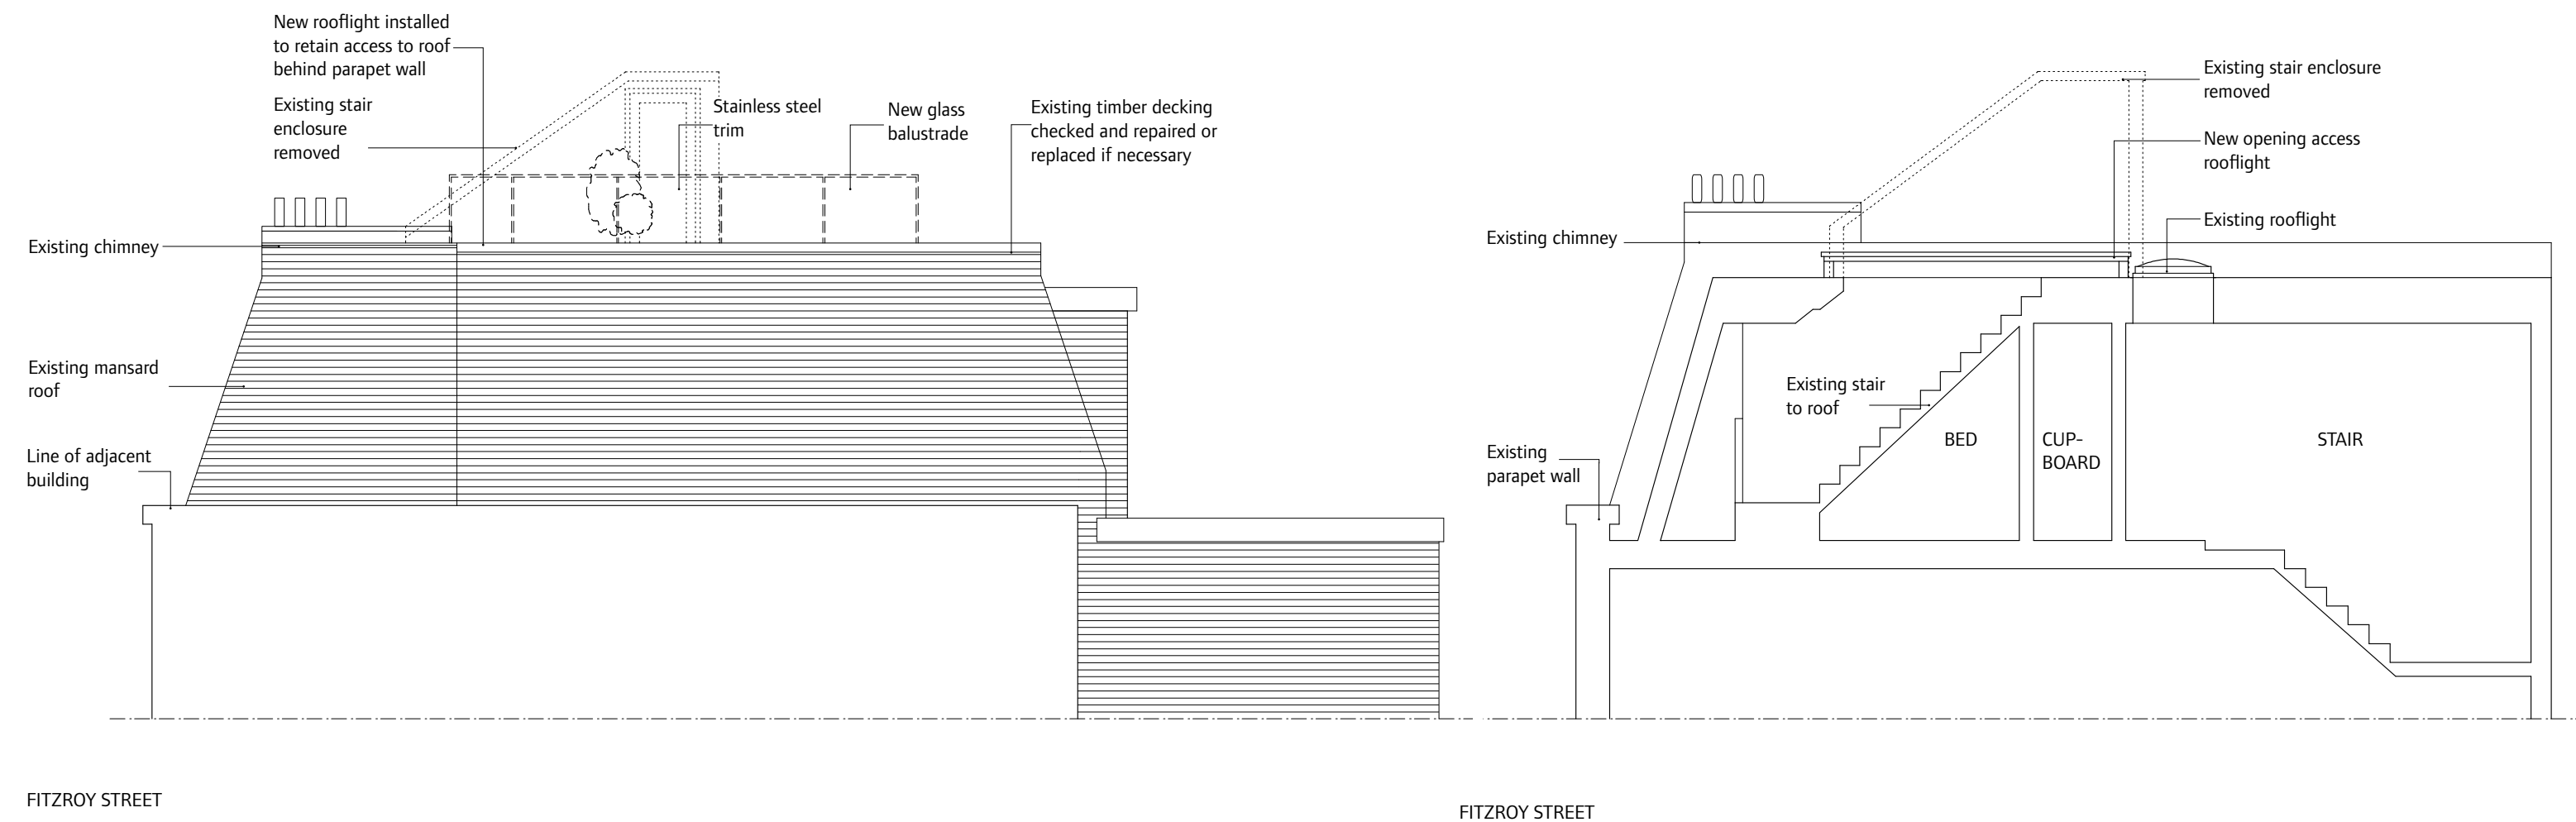 New rooflight installed
to retain access to roof
behind parapet wall
Existing stair
enclosure
removed
Stainless steel
trim
New glass
balustrade
Existing timber decking
checked and repaired or
replaced if necessary
Existing chimney
Existing mansard
roof
Line of adjacent
building
FITZROY STREET
Existing stair enclosure
removed
New opening access
rooflight
Existing rooflight
Existing chimney
Existing stair
to roof
BED
CUP-
BOARD
STAIR
Existing
parapet wall
FITZROY STREET